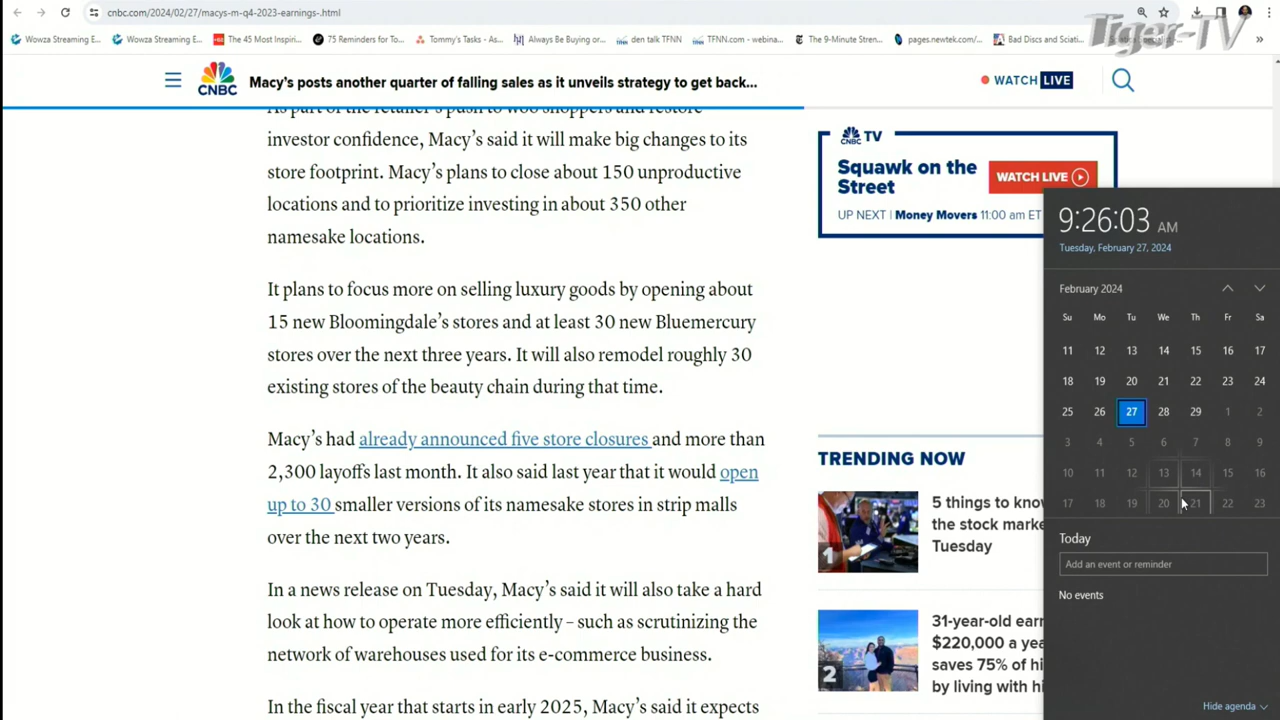 cnbc.com/2024/02/27/macys-m-q4-2023-earnings-.html
Tiger-TV
Wowza Streaming E...
Wowza Streaming E...
The 45 Most Inspiri...
75 Reminders for To...
Tommy's Tasks - As...
Always Be Buying or...
den talk TFNN
TFNN.com - webina...
The 9-Minute Stren...
pages.newtek.com/...
Bad Discs and Sciati...
CNBC
Macy's posts another quarter of falling sales as it unveils strategy to get back...
WATCH LIVE
As part of the retailer's push to woo shoppers and restore
investor confidence, Macy's said it will make big changes to its
store footprint. Macy's plans to close about 150 unproductive
locations and to prioritize investing in about 350 other
namesake locations.
It plans to focus more on selling luxury goods by opening about
15 new Bloomingdale's stores and at least 30 new Bluemercury
stores over the next three years. It will also remodel roughly 30
existing stores of the beauty chain during that time.
Macy's had already announced five store closures and more than
2,300 layoffs last month. It also said last year that it would open
up to 30 smaller versions of its namesake stores in strip malls
over the next two years.
In a news release on Tuesday, Macy's said it will also take a hard
look at how to operate more efficiently – such as scrutinizing the
network of warehouses used for its e-commerce business.
In the fiscal year that starts in early 2025, Macy's said it expects
CNBC TV
Squawk on the
Street
WATCH LIVE
UP NEXT | Money Movers 11:00 am ET
TRENDING NOW
1
5 things to know
the stock marke
Tuesday
2
31-year-old earn
$220,000 a yea
saves 75% of hi
by living with hi
9:26:03 AM
Tuesday, February 27, 2024
February 2024
Su Mo Tu We Th Fr Sa
11 12 13 14 15 16 17
18 19 20 21 22 23 24
25 26 27 28 29 1 2
3 4 5 6 7 8 9
10 11 12 13 14 15 16
17 18 19 20 21 22 23
Today
Add an event or reminder
No events
Hide agenda